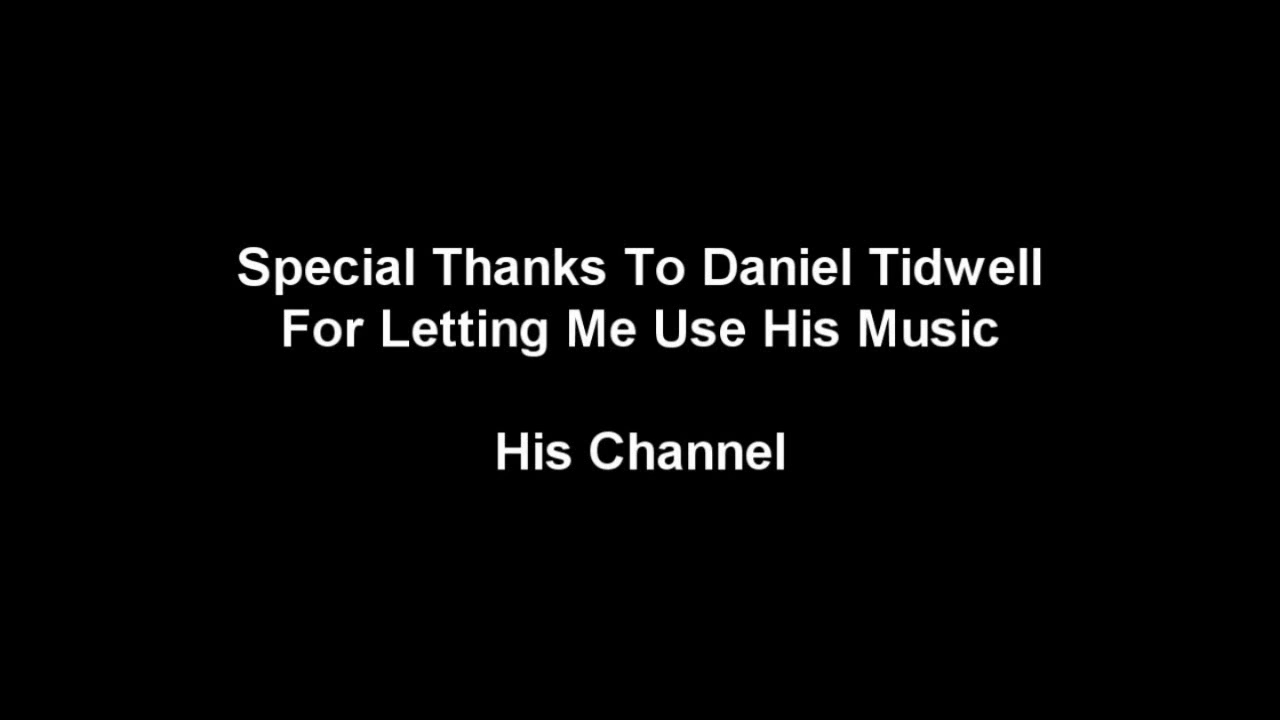 Special Thanks To Daniel Tidwell
For Letting Me Use His Music
His Channel